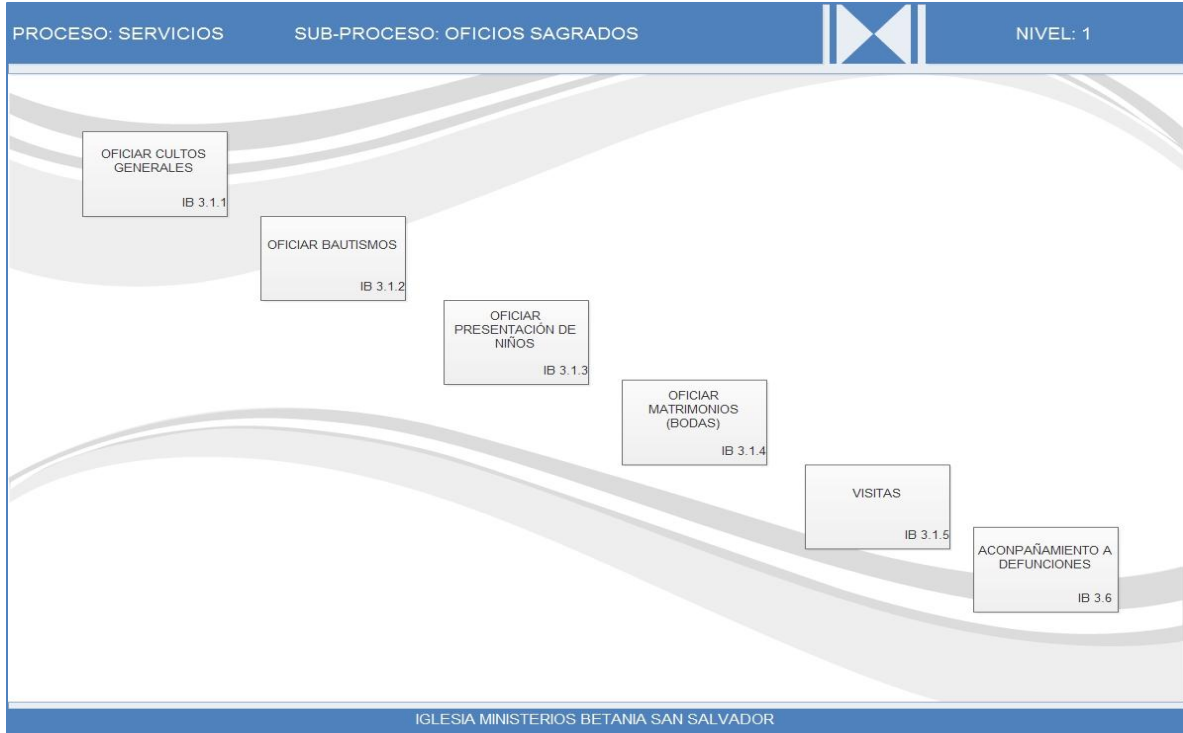 PROCESO: SERVICIOS SUB-PROCESO: OFICIOS SAGRADOS NIVEL: 1
OFICIAR CULTOS
GENERALES
IB 3.1.1
OFICIAR BAUTISMOS
IB 3.1.2
OFICIAR
PRESENTACIÓN DE
NIÑOS
IB 3.1.3
OFICIAR
MATRIMONIOS
(BODAS)
IB 3.1.4
VISITAS
IB 3.1.5
ACONPAÑAMIENTO A
DEFUNCIONES
IB 3.6
IGLESIA MINISTERIOS BETANIA SAN SALVADOR